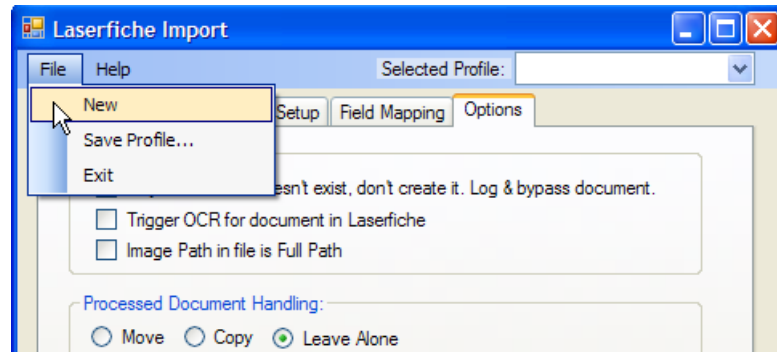 Laserfiche Import
File Help Selected Profile:
New
Setup Field Mapping Options
Save Profile...
Exit
esn't exist, don't create it. Log & bypass document.
Trigger OCR for document in Laserfiche
Image Path in file is Full Path
Processed Document Handling:
Move Copy Leave Alone